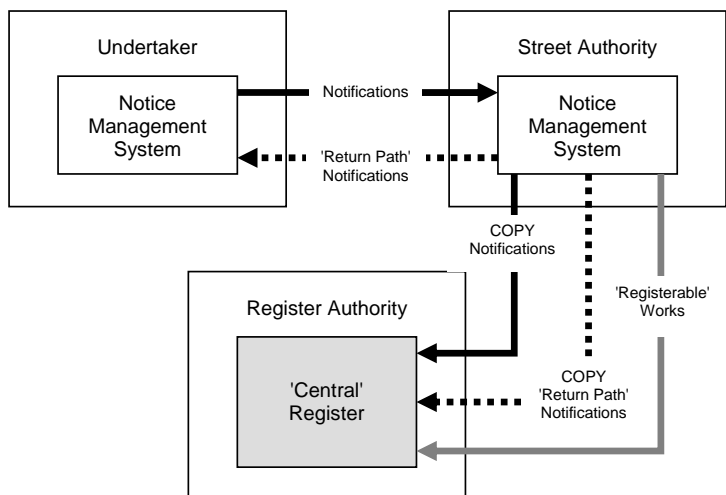 Undertaker
Street Authority
Notice
Management
System
Notifications
Notice
Management
System
'Return Path'
Notifications
COPY
Notifications
'Registerable'
Works
Register Authority
'Central'
Register
COPY
'Return Path'
Notifications